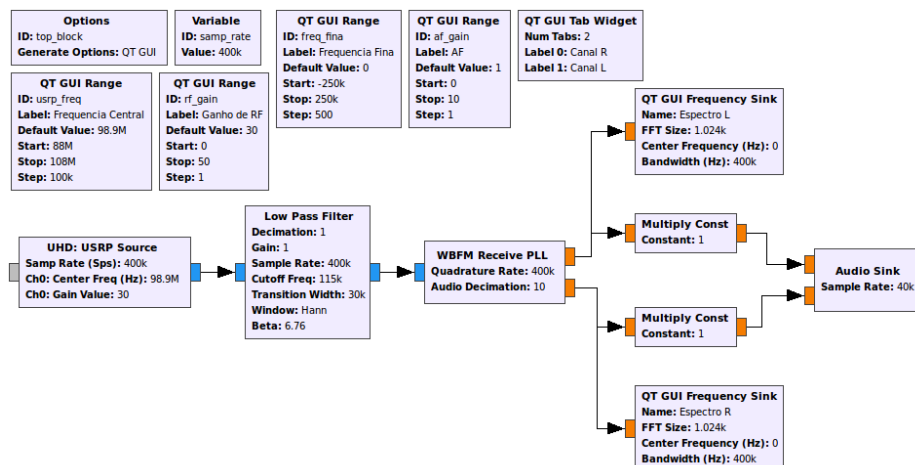 Options
ID: top_block
Generate Options: QT GUI
Variable
ID: samp_rate
Value: 400k
QT GUI Range
ID: freq_fina
Label: Frequencia Fina
Default Value: 0
Start: -250k
Stop: 250k
Step: 500
QT GUI Range
ID: af_gain
Label: AF
Default Value: 1
Start: 0
Stop: 10
Step: 1
QT GUI Tab Widget
Num Tabs: 2
Label 0: Canal R
Label 1: Canal L
QT GUI Range
ID: usrp_freq
Label: Frequencia Central
Default Value: 98.9M
Start: 88M
Stop: 108M
Step: 100k
QT GUI Range
ID: rf_gain
Label: Ganho de RF
Default Value: 30
Start: 0
Stop: 50
Step: 1
QT GUI Frequency Sink
Name: Espectro L
FFT Size: 1.024k
Center Frequency (Hz): 0
Bandwidth (Hz): 400k
UHD: USRP Source
Samp Rate (Sps): 400k
Ch0: Center Freq (Hz): 98.9M
Ch0: Gain Value: 30
Low Pass Filter
Decimation: 1
Gain: 1
Sample Rate: 400k
Cutoff Freq: 115k
Transition Width: 30k
Window: Hann
Beta: 6.76
WBFM Receive PLL
Quadrature Rate: 400k
Audio Decimation: 10
Multiply Const
Constant: 1
Multiply Const
Constant: 1
Audio Sink
Sample Rate: 40k
QT GUI Frequency Sink
Name: Espectro R
FFT Size: 1.024k
Center Frequency (Hz): 0
Bandwidth (Hz): 400k